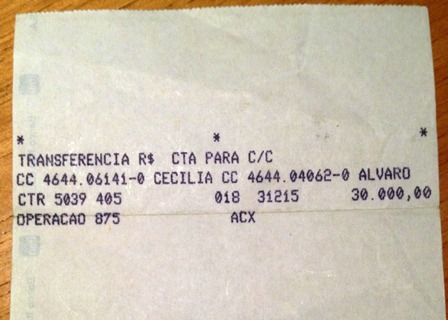 * * *
TRANSFERENCIA R$ CTA PARA C/C
CC 4644.06141-0 CECILIA CC 4644.04062-0 ALVARO
CTR 5039 405 018 31215 30.000,00
OPERACAO 875 ACX